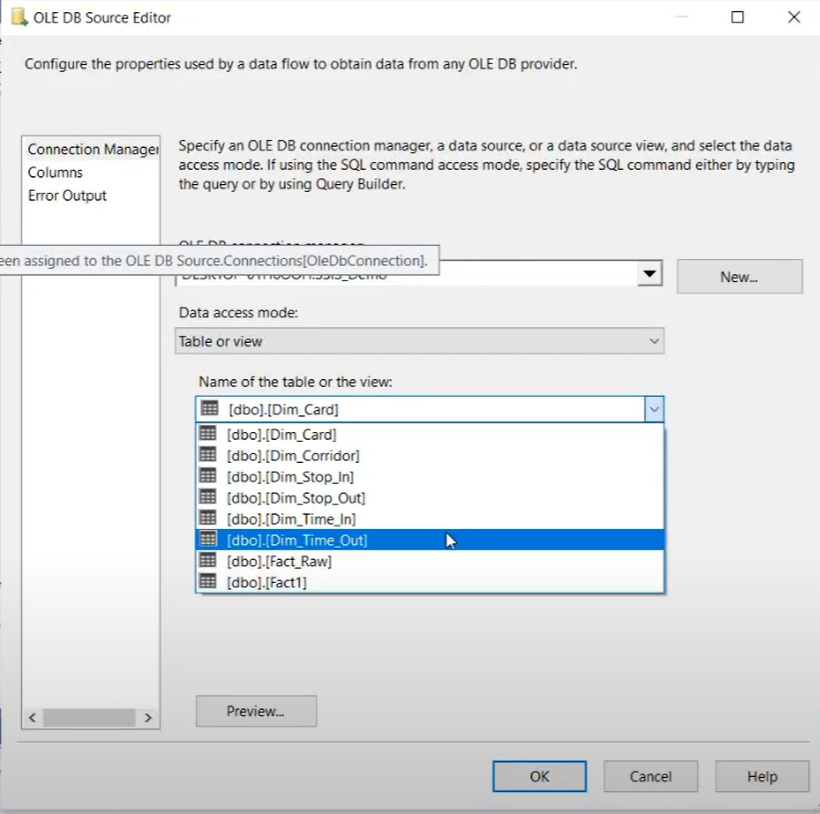 OLE DB Source Editor
Configure the properties used by a data flow to obtain data from any OLE DB provider.
Connection Manager
Columns
Error Output
Specify an OLE DB connection manager, a data source, or a data source view, and select the data
access mode. If using the SQL command access mode, specify the SQL command either by typing
the query or by using Query Builder.
OLE DB connection manager:
een assigned to the OLE DB Source.Connections[OleDbConnection].
New...
Data access mode:
Table or view
Name of the table or the view:
[dbo].[Dim_Card]
[dbo].[Dim_Card]
[dbo].[Dim_Corridor]
[dbo].[Dim_Stop_In]
[dbo].[Dim_Stop_Out]
[dbo].[Dim_Time_In]
[dbo].[Dim_Time_Out]
[dbo].[Fact_Raw]
[dbo].[Fact1]
Preview...
OK
Cancel
Help